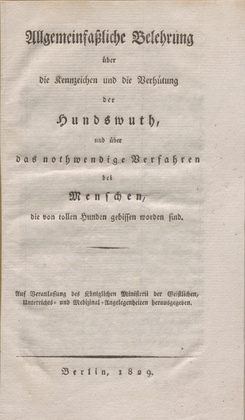 Allgemeinfaßliche Belehrung
über
die Kennzeichen und die Verhütung
der
Hundswuth,
und über
das nothwendige Verfahren
bei
Menschen,
die von tollen Hunden gebissen worden sind.
Auf Veranlassung des Königlichen Ministerii der Geistlichen,
Unterrichts- und Medizinal-Angelegenheiten herausgegeben.
Berlin, 1829.